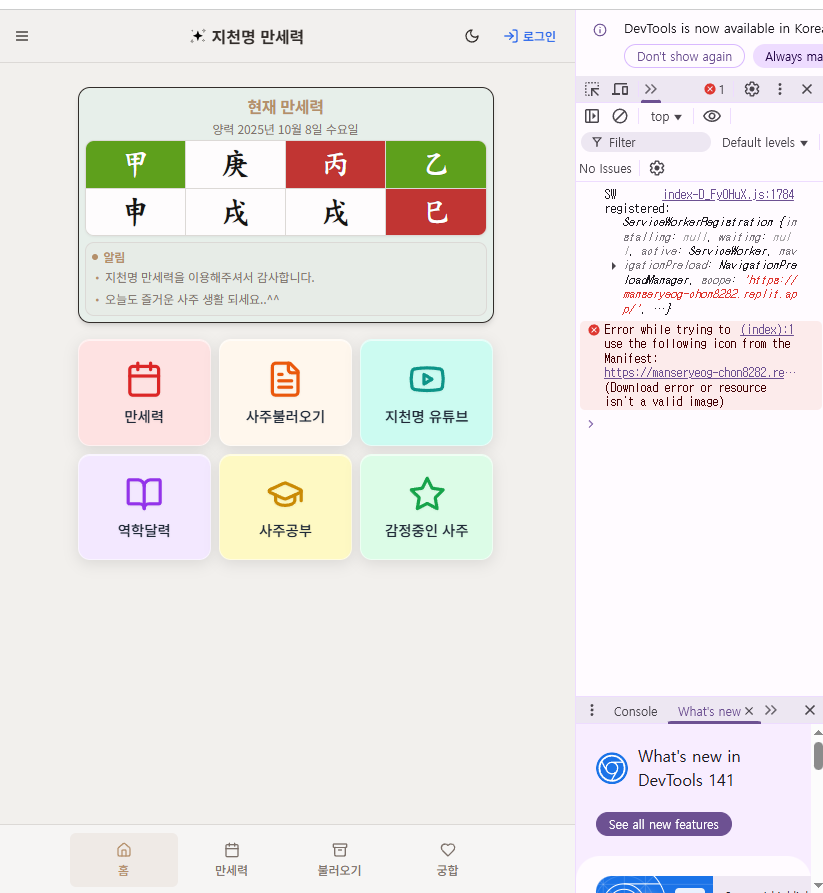 지천명 만세력
로그인
현재 만세력
양력 2025년 10월 8일 수요일
甲 庚 丙 乙
申 戌 戌 巳
알림
• 지천명 만세력을 이용해주셔서 감사합니다.
• 오늘도 즐거운 사주 생활 되세요..^^
만세력
사주불러오기
지천명 유튜브
역학달력
사주공부
감정중인 사주
홈
만세력
불러오기
궁합
DevTools is now available in Korea
Don't show again
Always ma
1
top
Filter
Default levels
No Issues
SW index-D_FyOHuX.js:1784
registered:
ServiceWorkerRegistration {in
stalling: null, waiting: nul
l, active: ServiceWorker, nav
igationPreload: NavigationPre
loadManager, scope: 'https://
manseryeog-chon8282.replit.ap
p/', …}
Error while trying to (index):1
use the following icon from the
Manifest:
https://manseryeog-chon8282.re…
(Download error or resource
isn't a valid image)
Console
What's new
What's new in
DevTools 141
See all new features